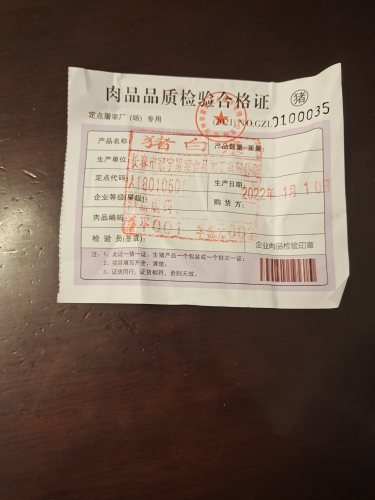 肉品品质检验合格证 猪
定点屠宰厂（场）专用 (2021).NO.GZL0100035
产品名称： 猪白 产品数量(重量)：
生产单位：
定点代码： A18010601 生产日期： 2022年 1月 10日
企业等级(星级)： 购货方：
肉品编码：
检验员(签章)： 企业肉品检验印章
注：1、此证一猪一证、生猪产品一个包装或一个批次一证；
2、项目填写齐全，清楚；
3、证货同行，证货相符，否则无效。